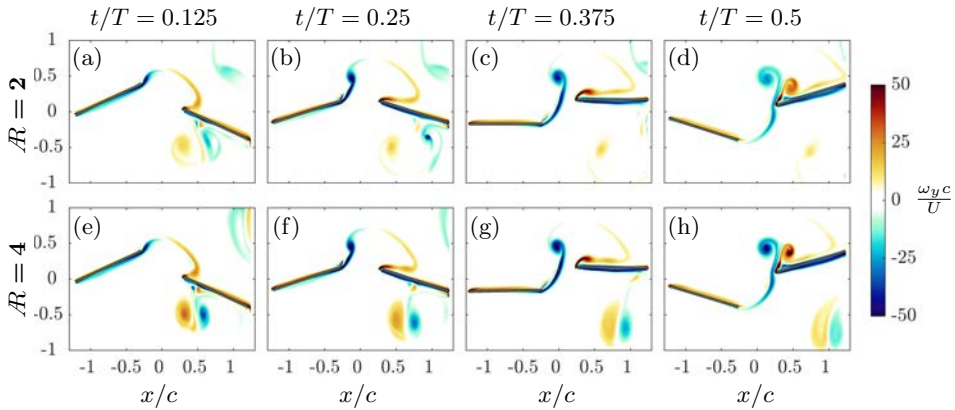 t/T = 0.125 t/T = 0.25 t/T = 0.375 t/T = 0.5
Ꜻ = 2
1 0.5 0 -0.5 -1
(a) (b) (c) (d)
Ꜻ = 4
1 0.5 0 -0.5 -1
(e) (f) (g) (h)
-1 -0.5 0 0.5 1 -1 -0.5 0 0.5 1 -1 -0.5 0 0.5 1 -1 -0.5 0 0.5 1
x/c x/c x/c x/c
50
25
0
-25
-50
ω_y c
U